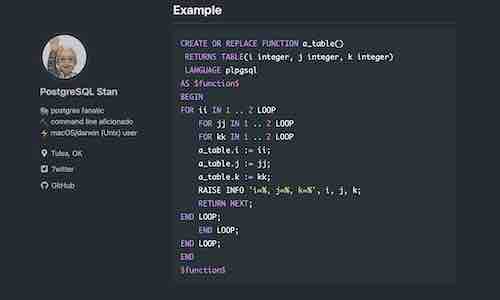 Example
PostgreSQL Stan
postgres fanatic
command line aficionado
macOS/darwin (Unix) user
Tulsa, OK
Twitter
GitHub
CREATE OR REPLACE FUNCTION a_table()
RETURNS TABLE(i integer, j integer, k integer)
LANGUAGE plpgsql
AS $function$
BEGIN
FOR ii IN 1 .. 2 LOOP
FOR jj IN 1 .. 2 LOOP
FOR kk IN 1 .. 2 LOOP
a_table.i := ii;
a_table.j := jj;
a_table.k := kk;
RAISE INFO 'i=%, j=%, k=%', i, j, k;
RETURN NEXT;
END LOOP;
END LOOP;
END LOOP;
END
$function$